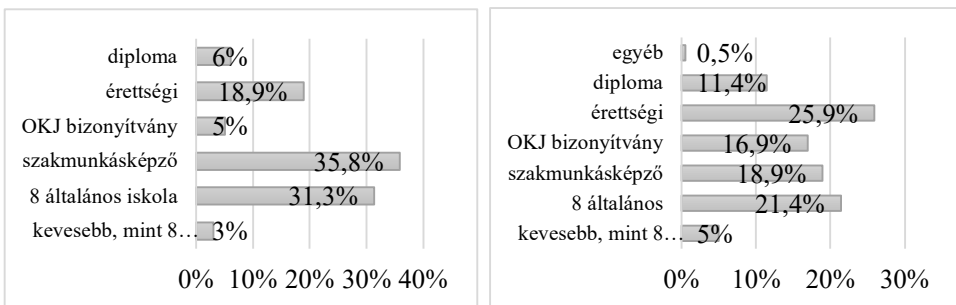 diploma 6%
érettségi 18,9%
OKJ bizonyítvány 5%
szakmunkásképző 35,8%
8 általános iskola 31,3%
kevesebb, mint 8… 3%
0% 10% 20% 30% 40%
egyéb 0,5%
diploma 11,4%
érettségi 25,9%
OKJ bizonyítvány 16,9%
szakmunkásképző 18,9%
8 általános 21,4%
kevesebb, mint 8… 5%
0% 10% 20% 30%